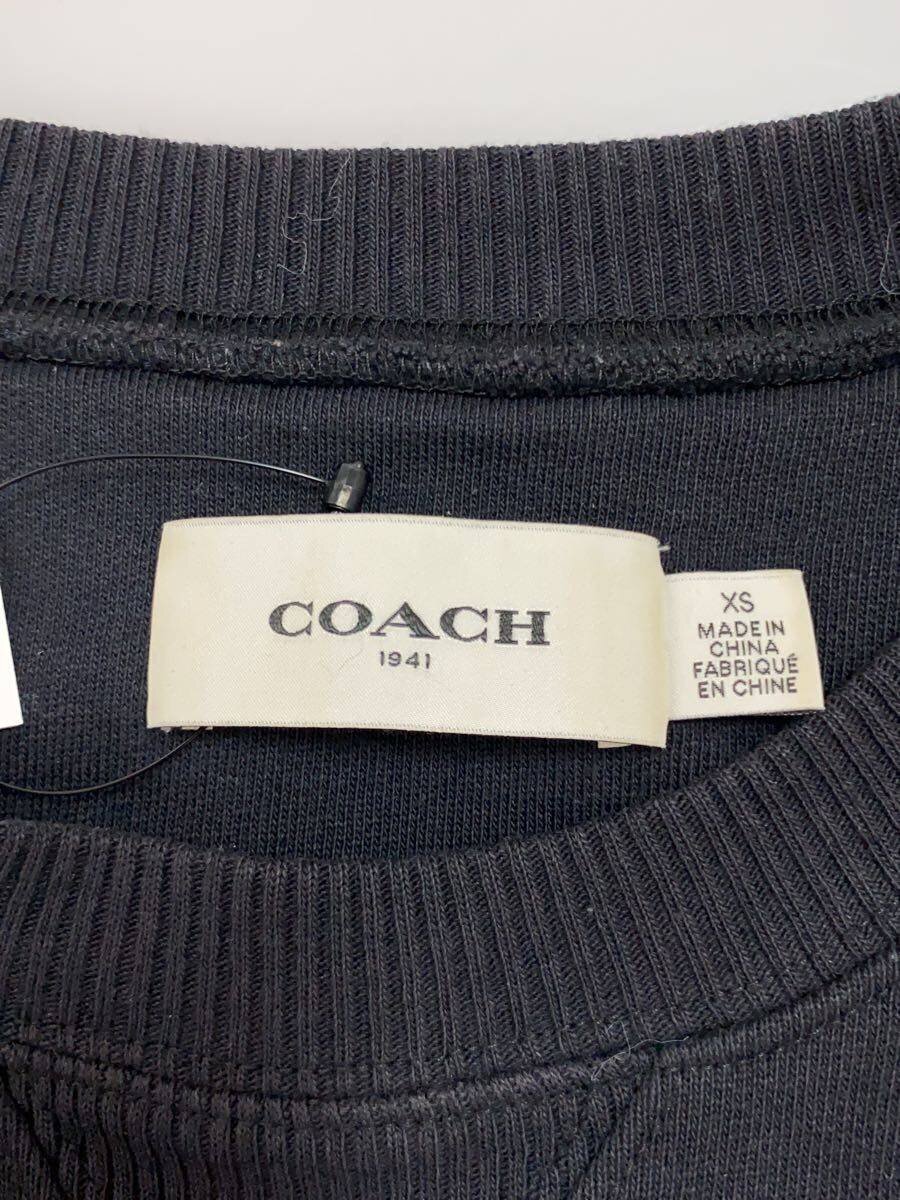 COACH
1941
XS
MADE IN
CHINA
FABRIQUÉ
EN CHINE